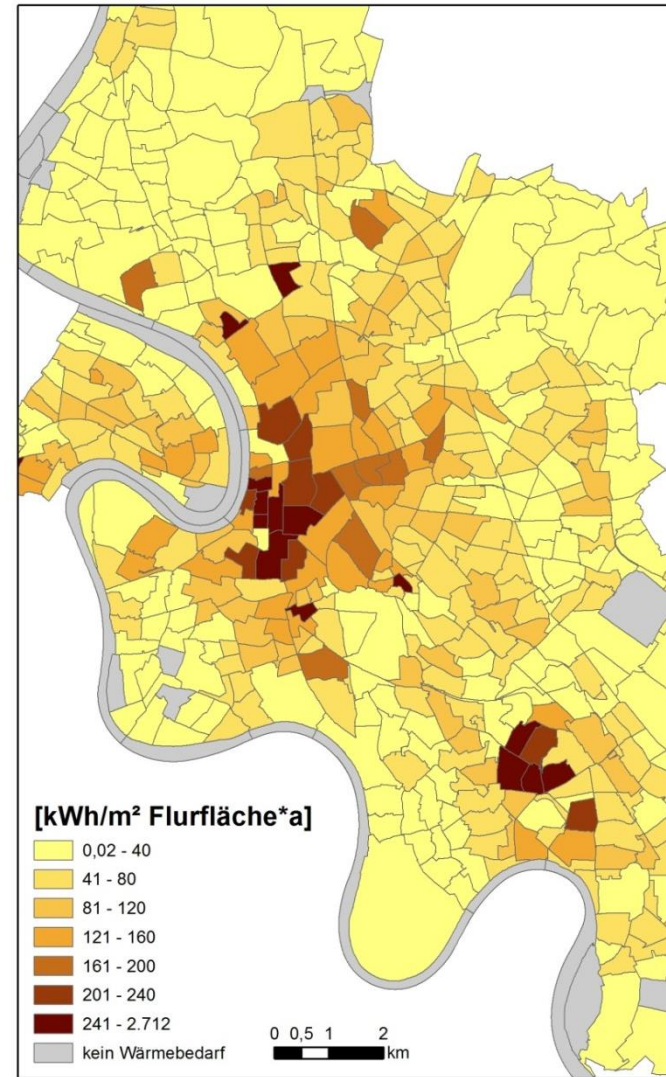 [kWh/m² Flurfläche*a]
0,02 - 40
41 - 80
81 - 120
121 - 160
161 - 200
201 - 240
241 - 2.712
kein Wärmebedarf
0 0,5 1 2
km